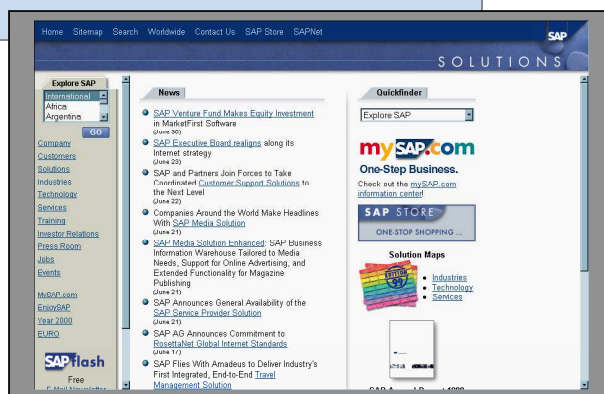 Home Sitemap Search Worldwide Contact Us SAP Store SAPNet
SAP
SOLUTIONS
Explore SAP
International
Africa
Argentina
GO
Company
Customers
Solutions
Industries
Technology
Services
Training
Investor Relations
Press Room
Jobs
Events
MySAP.com
EnjoySAP
Year 2000
EURO
SAPflash
Free
E-Mail Newsletter
News
SAP Venture Fund Makes Equity Investment
in MarketFirst Software
(June 30)
SAP Executive Board realigns along its
Internet strategy
(June 23)
SAP and Partners Join Forces to Take
Coordinated Customer Support Solutions to
the Next Level
(June 22)
Companies Around the World Make Headlines
With SAP Media Solution
(June 21)
SAP Media Solution Enhanced: SAP Business
Information Warehouse Tailored to Media
Needs, Support for Online Advertising, and
Extended Functionality for Magazine
Publishing
(June 21)
SAP Announces General Availability of the
SAP Service Provider Solution
(June 21)
SAP AG Announces Commitment to
RosettaNet Global Internet Standards
(June 17)
SAP Flies With Amadeus to Deliver Industry's
First Integrated, End-to-End Travel
Management Solution
Quickfinder
Explore SAP
mySAP.com
One-Step Business.
Check out the mySAP.com
information center!
SAP STORE
ONE-STOP SHOPPING ...
Solution Maps
EDITION
99
Industries
Technology
Services